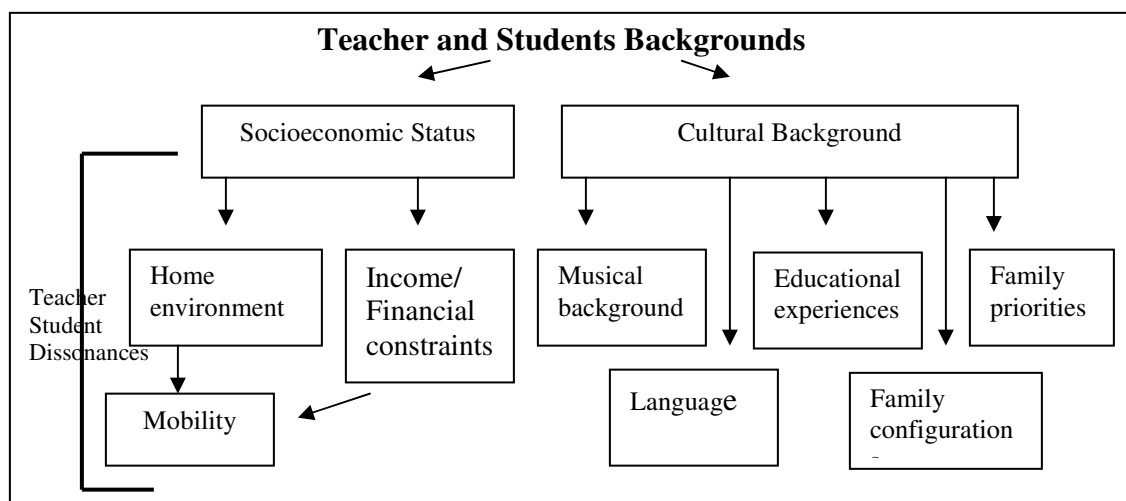 Teacher and Students Backgrounds
Socioeconomic Status
Cultural Background
Teacher
Student
Dissonances
Home
environment
Income/
Financial
constraints
Musical
background
Educational
experiences
Family
priorities
Mobility
Language
Family
configuration